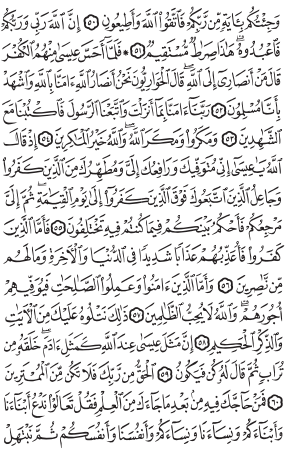 وَجِئْتُكُم بِـَٔايَةٍ مِّن رَّبِّكُمْ فَٱتَّقُوا۟ ٱللَّهَ وَأَطِيعُونِ ٥٠ إِنَّ ٱللَّهَ رَبِّى وَرَبُّكُمْ
فَٱعْبُدُوهُ ۗ هَـٰذَا صِرَٰطٌ مُّسْتَقِيمٌ ٥١ ۞ فَلَمَّآ أَحَسَّ عِيسَىٰ مِنْهُمُ ٱلْكُفْرَ
قَالَ مَنْ أَنصَارِىٓ إِلَى ٱللَّهِ ۖ قَالَ ٱلْحَوَارِيُّونَ نَحْنُ أَنصَارُ ٱللَّهِ ءَامَنَّا بِٱللَّهِ وَٱشْهَدْ
بِأَنَّا مُسْلِمُونَ ٥٢ رَبَّنَآ ءَامَنَّا بِمَآ أَنزَلْتَ وَٱتَّبَعْنَا ٱلرَّسُولَ فَٱكْتُبْنَا مَعَ
ٱلشَّـٰهِدِينَ ٥٣ وَمَكَرُوا۟ وَمَكَرَ ٱللَّهُ ۖ وَٱللَّهُ خَيْرُ ٱلْمَـٰكِرِينَ ٥٤ إِذْ قَالَ
ٱللَّهُ يَـٰعِيسَىٰٓ إِنِّى مُتَوَفِّيكَ وَرَافِعُكَ إِلَىَّ وَمُطَهِّرُكَ مِنَ ٱلَّذِينَ كَفَرُوا۟
وَجَاعِلُ ٱلَّذِينَ ٱتَّبَعُوكَ فَوْقَ ٱلَّذِينَ كَفَرُوٓا۟ إِلَىٰ يَوْمِ ٱلْقِيَـٰمَةِ ۖ ثُمَّ إِلَىَّ
مَرْجِعُكُمْ فَأَحْكُمُ بَيْنَكُمْ فِيمَا كُنتُمْ فِيهِ تَخْتَلِفُونَ ٥٥ فَأَمَّا ٱلَّذِينَ
كَفَرُوا۟ فَأُعَذِّبُهُمْ عَذَابًا شَدِيدًا فِى ٱلدُّنْيَا وَٱلْـَٔاخِرَةِ وَمَا لَهُم
مِّن نَّـٰصِرِينَ ٥٦ وَأَمَّا ٱلَّذِينَ ءَامَنُوا۟ وَعَمِلُوا۟ ٱلصَّـٰلِحَـٰتِ فَيُوَفِّيهِمْ
أُجُورَهُمْ ۗ وَٱللَّهُ لَا يُحِبُّ ٱلظَّـٰلِمِينَ ٥٧ ذَٰلِكَ نَتْلُوهُ عَلَيْكَ مِنَ ٱلْـَٔايَـٰتِ
وَٱلذِّكْرِ ٱلْحَكِيمِ ٥٨ إِنَّ مَثَلَ عِيسَىٰ عِندَ ٱللَّهِ كَمَثَلِ ءَادَمَ ۖ خَلَقَهُۥ مِن
تُرَابٍ ثُمَّ قَالَ لَهُۥ كُن فَيَكُونُ ٥٩ ٱلْحَقُّ مِن رَّبِّكَ فَلَا تَكُن مِّنَ ٱلْمُمْتَرِينَ
٦٠ فَمَنْ حَآجَّكَ فِيهِ مِنۢ بَعْدِ مَا جَآءَكَ مِنَ ٱلْعِلْمِ فَقُلْ تَعَالَوْا۟ نَدْعُ أَبْنَآءَنَا
وَأَبْنَآءَكُمْ وَنِسَآءَنَا وَنِسَآءَكُمْ وَأَنفُسَنَا وَأَنفُسَكُمْ ثُمَّ نَبْتَهِلْ